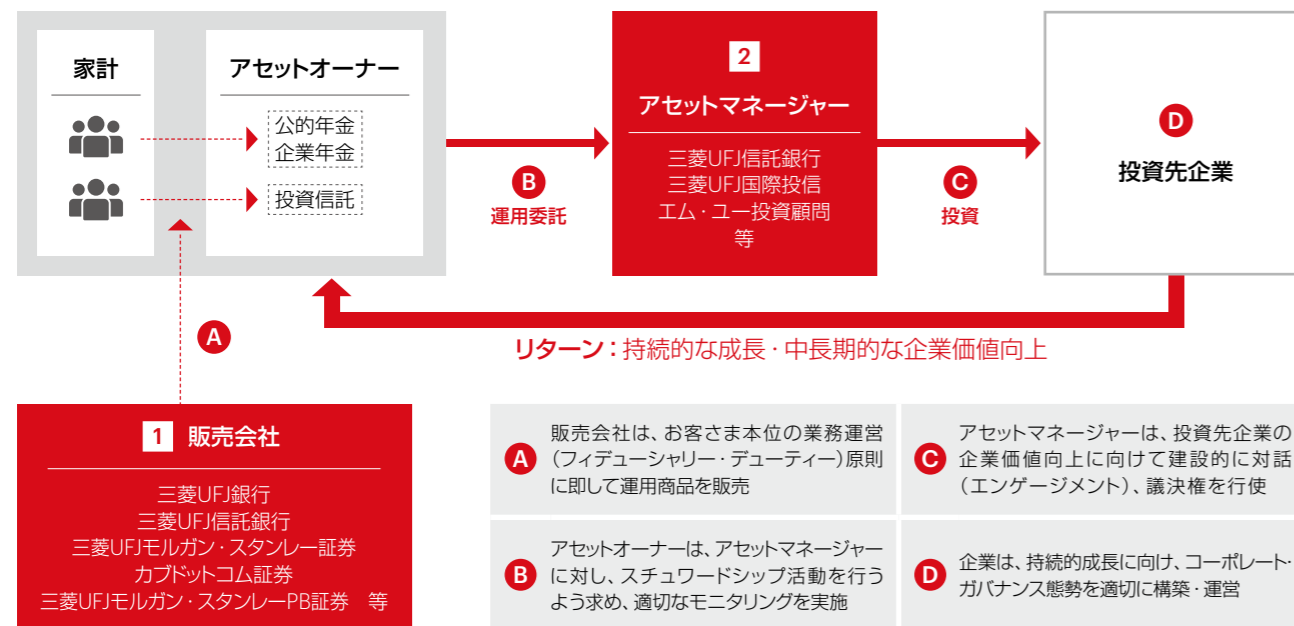 家計
アセットオーナー
公的年金
企業年金
投資信託
B
運用委託
2
アセットマネージャー
三菱UFJ信託銀行
三菱UFJ国際投信
エム・ユー投資顧問
等
C
投資
D
投資先企業
A
リターン：持続的な成長・中長期的な企業価値向上
1 販売会社
三菱UFJ銀行
三菱UFJ信託銀行
三菱UFJモルガン・スタンレー証券
カブドットコム証券
三菱UFJモルガン・スタンレーPB証券　等
A
販売会社は、お客さま本位の業務運営
（フィデューシャリー・デューティー）原則
に即して運用商品を販売
B
アセットオーナーは、アセットマネージャー
に対し、スチュワードシップ活動を行う
よう求め、適切なモニタリングを実施
C
アセットマネージャーは、投資先企業の
企業価値向上に向けて建設的に対話
（エンゲージメント）、議決権を行使
D
企業は、持続的成長に向け、コーポレート・
ガバナンス態勢を適切に構築・運営